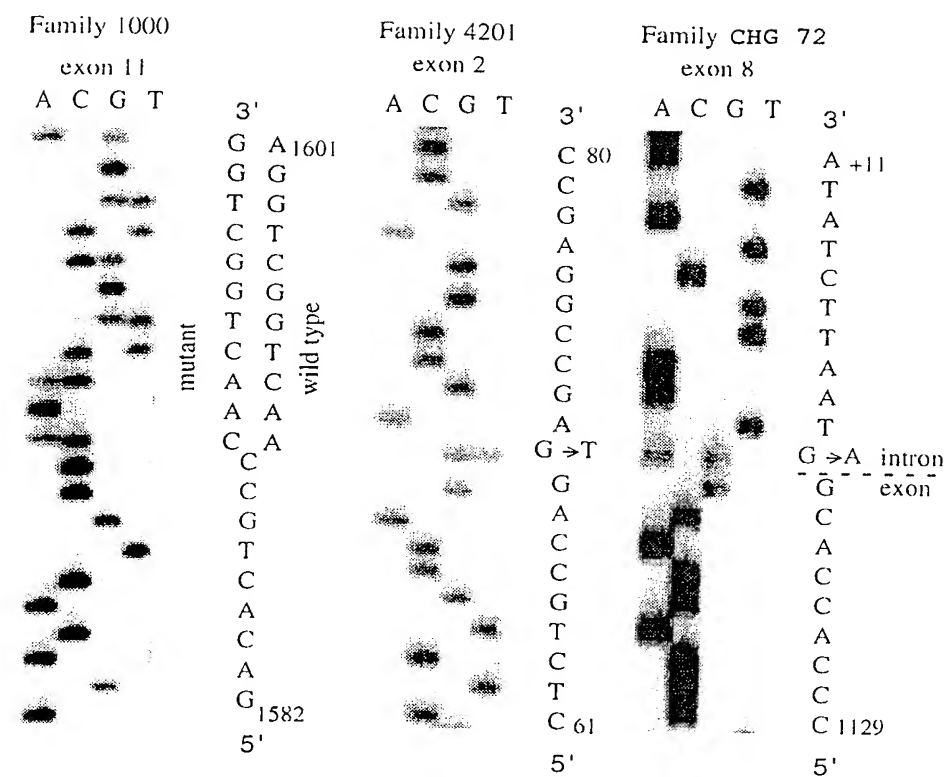 Family 1000
exon 11
A C G T
3'
G A 1601
G G
T G
C T
G C
G G
T G
C T
A C
A A
C A
C
C
G
T
C
A
C
A
G 1582
5'
mutant
wild type
Family 4201
exon 2
A C G T
3'
C 80
C
G
A
G
G
C
C
G
A
G → T
G
A
C
C
G
T
C
T
C 61
5'
Family CHG 72
exon 8
A C G T
3'
A +11
T
A
T
C
T
T
A
A
T
G → A intron
exon
G
C
A
C
C
A
C
C
C 1129
5'